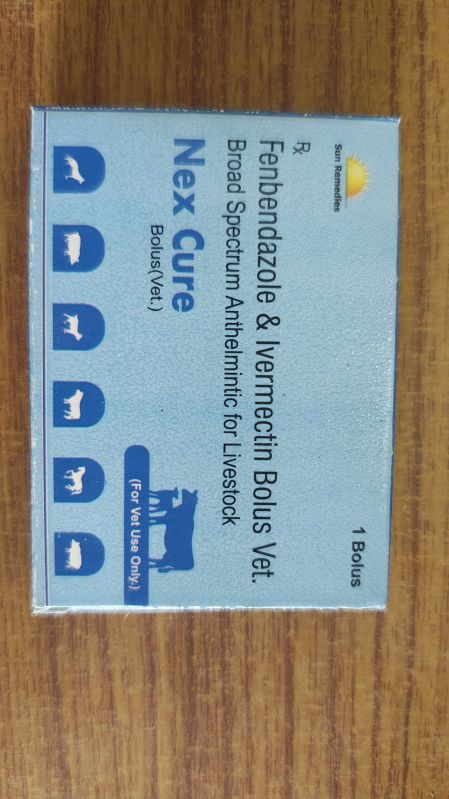 Sun Remedies
1 Bolus
Rx
Fenbendazole & Ivermectin Bolus Vet.
Broad Spectrum Anthelmintic for Livestock
Nex Cure
Bolus(Vet.)
(For Vet Use Only.)